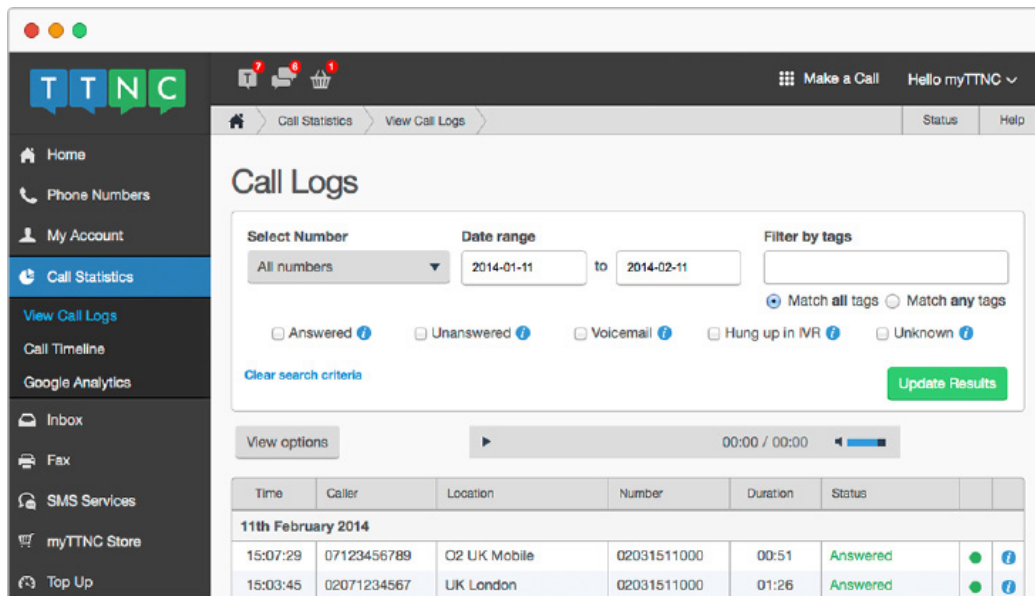 TTNC
7 6 1
Make a Call Hello myTTNC
Call Statistics View Call Logs Status Help
Home
Phone Numbers
My Account
Call Statistics
View Call Logs
Call Timeline
Google Analytics
Inbox
Fax
SMS Services
myTTNC Store
Top Up
Call Logs
Select Number Date range Filter by tags
All numbers 2014-01-11 to 2014-02-11
Match all tags Match any tags
Answered Unanswered Voicemail Hung up in IVR Unknown
Clear search criteria
Update Results
View options 00:00 / 00:00
Time Caller Location Number Duration Status
11th February 2014
15:07:29 07123456789 O2 UK Mobile 02031511000 00:51 Answered
15:03:45 02071234567 UK London 02031511000 01:26 Answered